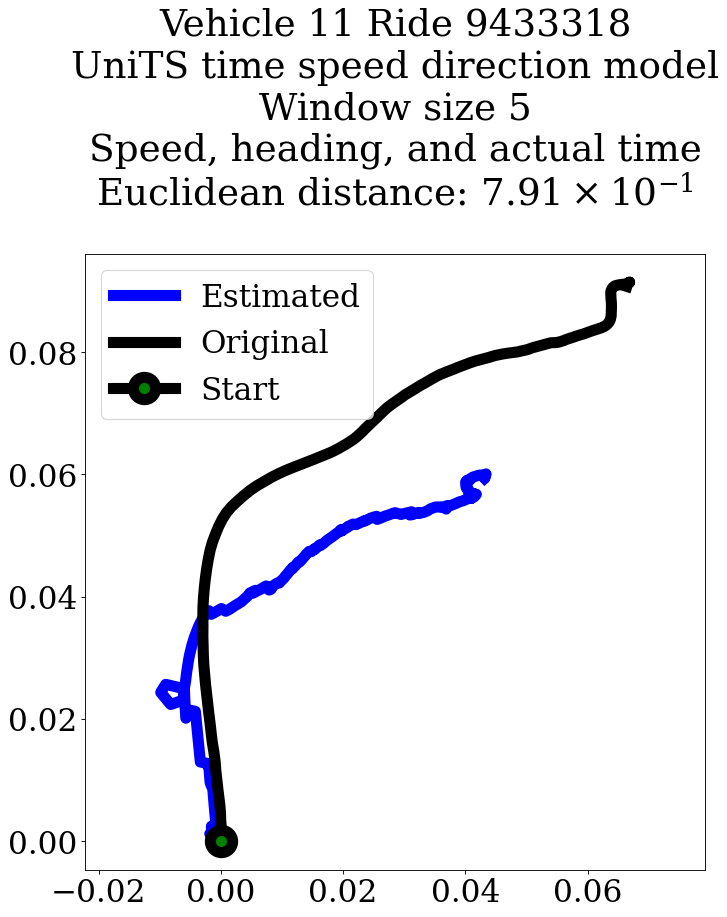 Vehicle 11 Ride 9433318
UniTS time speed direction model
Window size 5
Speed, heading, and actual time
Euclidean distance: $7.91 \times 10^{-1}$
Estimated
Original
Start
0.08
0.06
0.04
0.02
0.00
−0.02 0.00 0.02 0.04 0.06